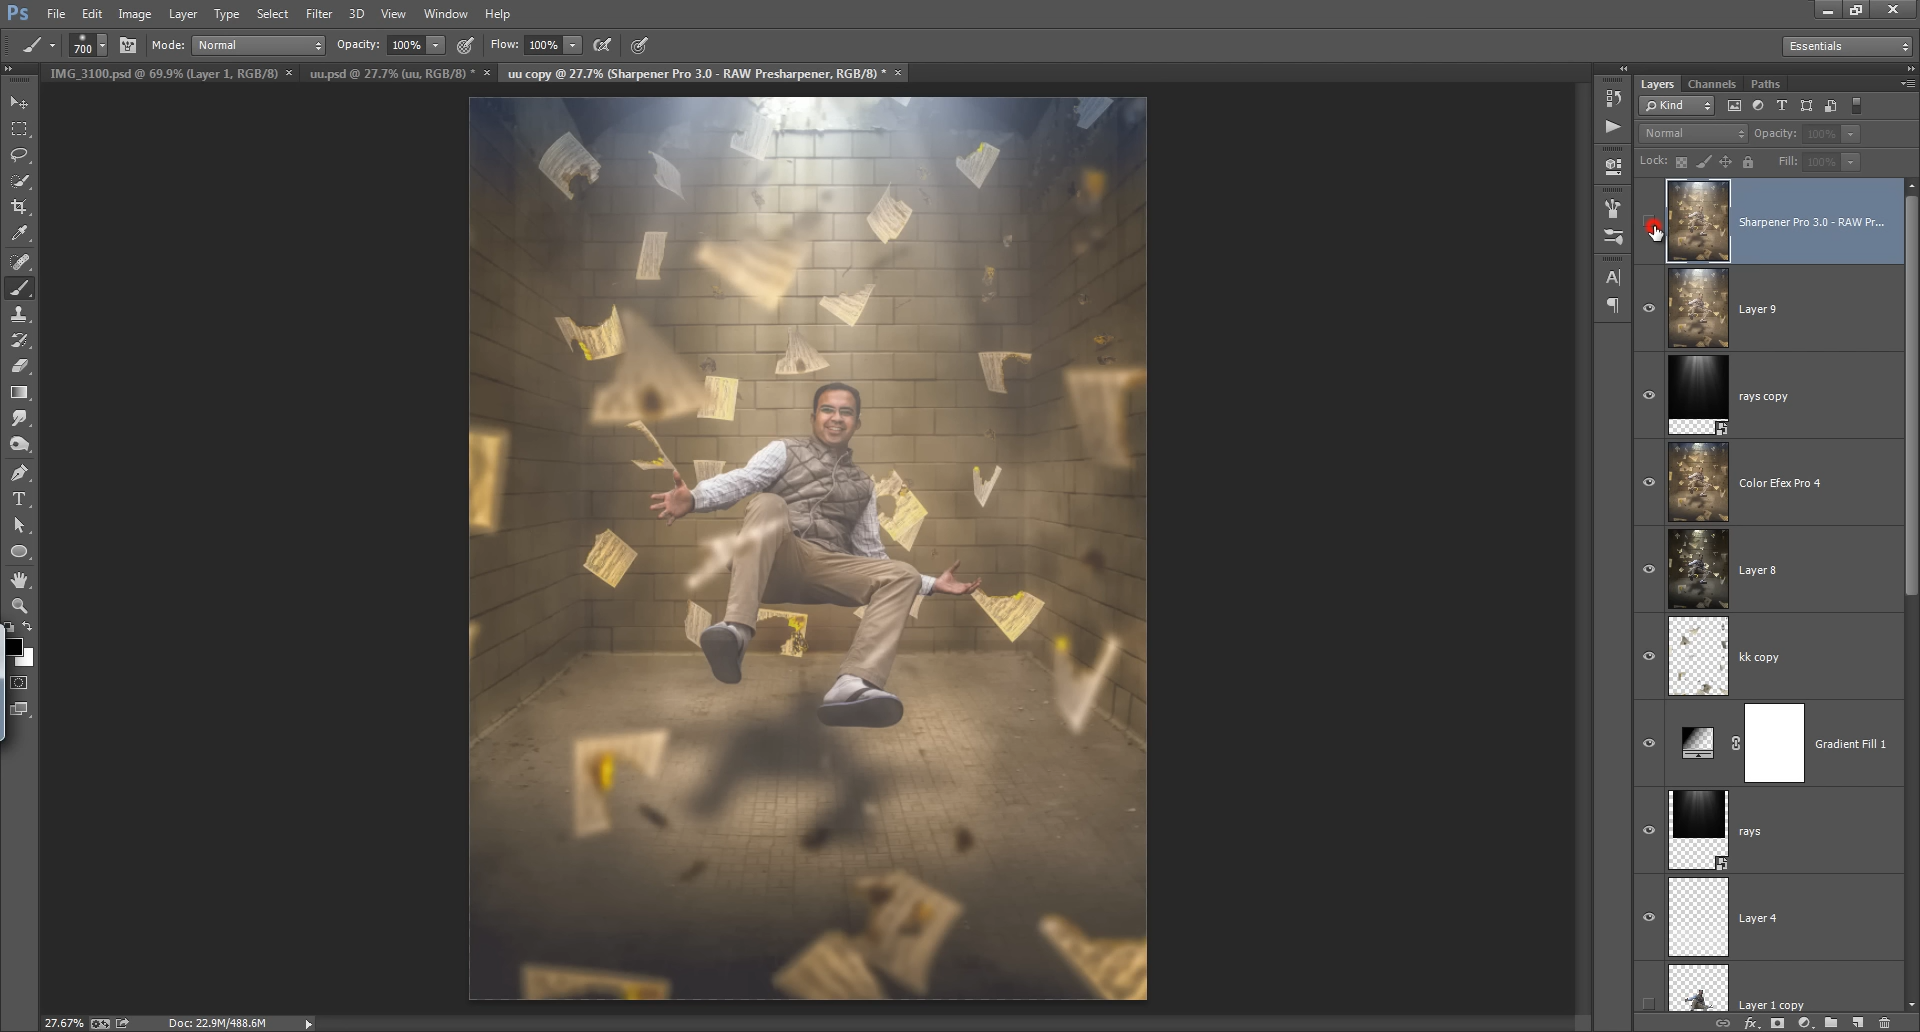 Ps File Edit Image Layer Type Select Filter 3D View Window Help
700 Mode: Normal Opacity: 100% Flow: 100% Essentials
IMG_3100.psd @ 69.9% (Layer 1, RGB/8) × uu.psd @ 27.7% (uu, RGB/8) * × uu copy @ 27.7% (Sharpener Pro 3.0 - RAW Presharpener, RGB/8) * ×
Layers Channels Paths
Kind
Normal Opacity: 100%
Lock: Fill: 100%
Sharpener Pro 3.0 - RAW Pr...
Layer 9
rays copy
Color Efex Pro 4
Layer 8
kk copy
Gradient Fill 1
rays
Layer 4
Layer 1 copy
27.67% Doc: 22.9M/488.6M